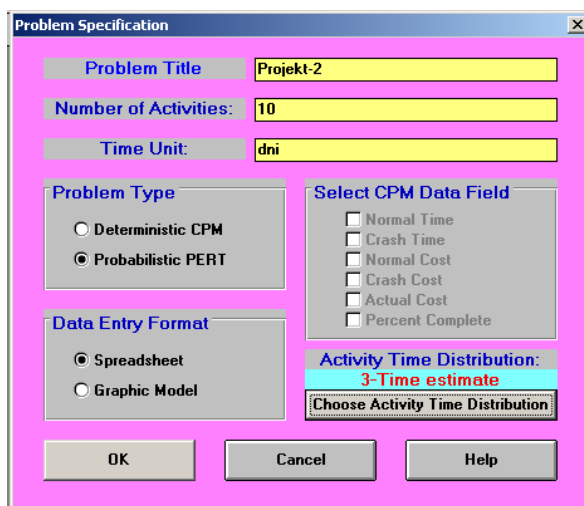 Problem Specification
Problem Title
Projekt-2
Number of Activities:
10
Time Unit:
dni
Problem Type
Deterministic CPM
Probabilistic PERT
Select CPM Data Field
Normal Time
Crash Time
Normal Cost
Crash Cost
Actual Cost
Percent Complete
Data Entry Format
Spreadsheet
Graphic Model
Activity Time Distribution:
3-Time estimate
Choose Activity Time Distribution
OK
Cancel
Help